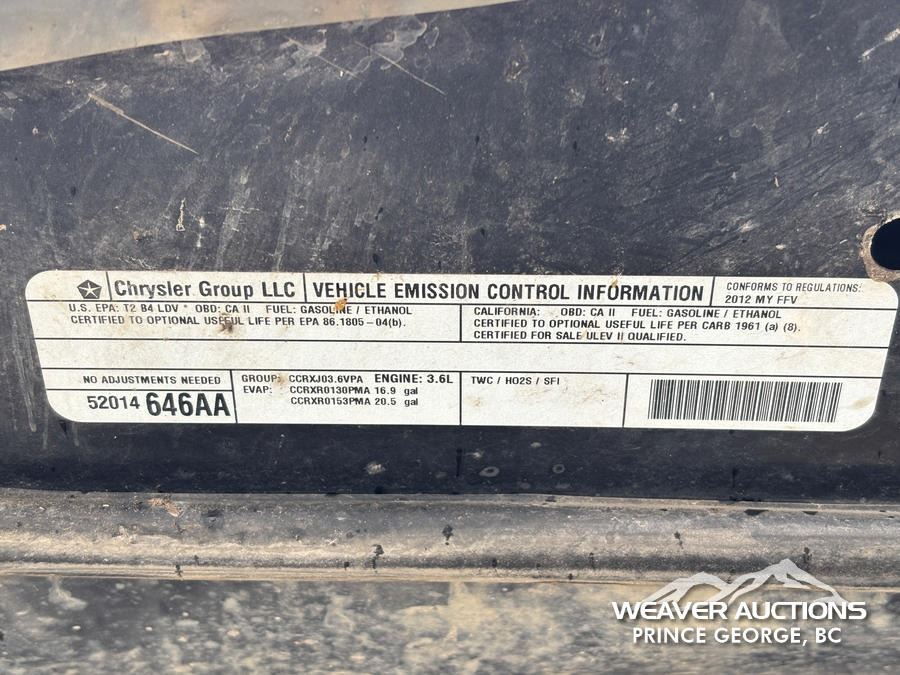 Chrysler Group LLC
VEHICLE EMISSION CONTROL INFORMATION
CONFORMS TO REGULATIONS:
2012 MY FFV
U.S. EPA: T2 B4 LDV * OBD: CA II FUEL: GASOLINE / ETHANOL
CERTIFIED TO OPTIONAL USEFUL LIFE PER EPA 86.1805-04(b).
CALIFORNIA: OBD: CA II FUEL: GASOLINE / ETHANOL
CERTIFIED TO OPTIONAL USEFUL LIFE PER CARB 1961 (a) (8).
CERTIFIED FOR SALE ULEV II QUALIFIED.
NO ADJUSTMENTS NEEDED
52014 646AA
GROUP: CCRXJ03.6VPA ENGINE: 3.6L
EVAP: CCRXR0130PMA 16.9 gal
CCRXR0153PMA 20.5 gal
TWC / HO2S / SFI
WEAVER AUCTIONS
PRINCE GEORGE, BC